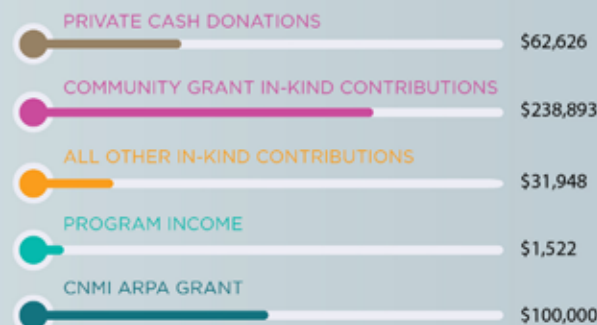 PRIVATE CASH DONATIONS
$62,626
COMMUNITY GRANT IN-KIND CONTRIBUTIONS
$238,893
ALL OTHER IN-KIND CONTRIBUTIONS
$31,948
PROGRAM INCOME
$1,522
CNMI ARPA GRANT
$100,000